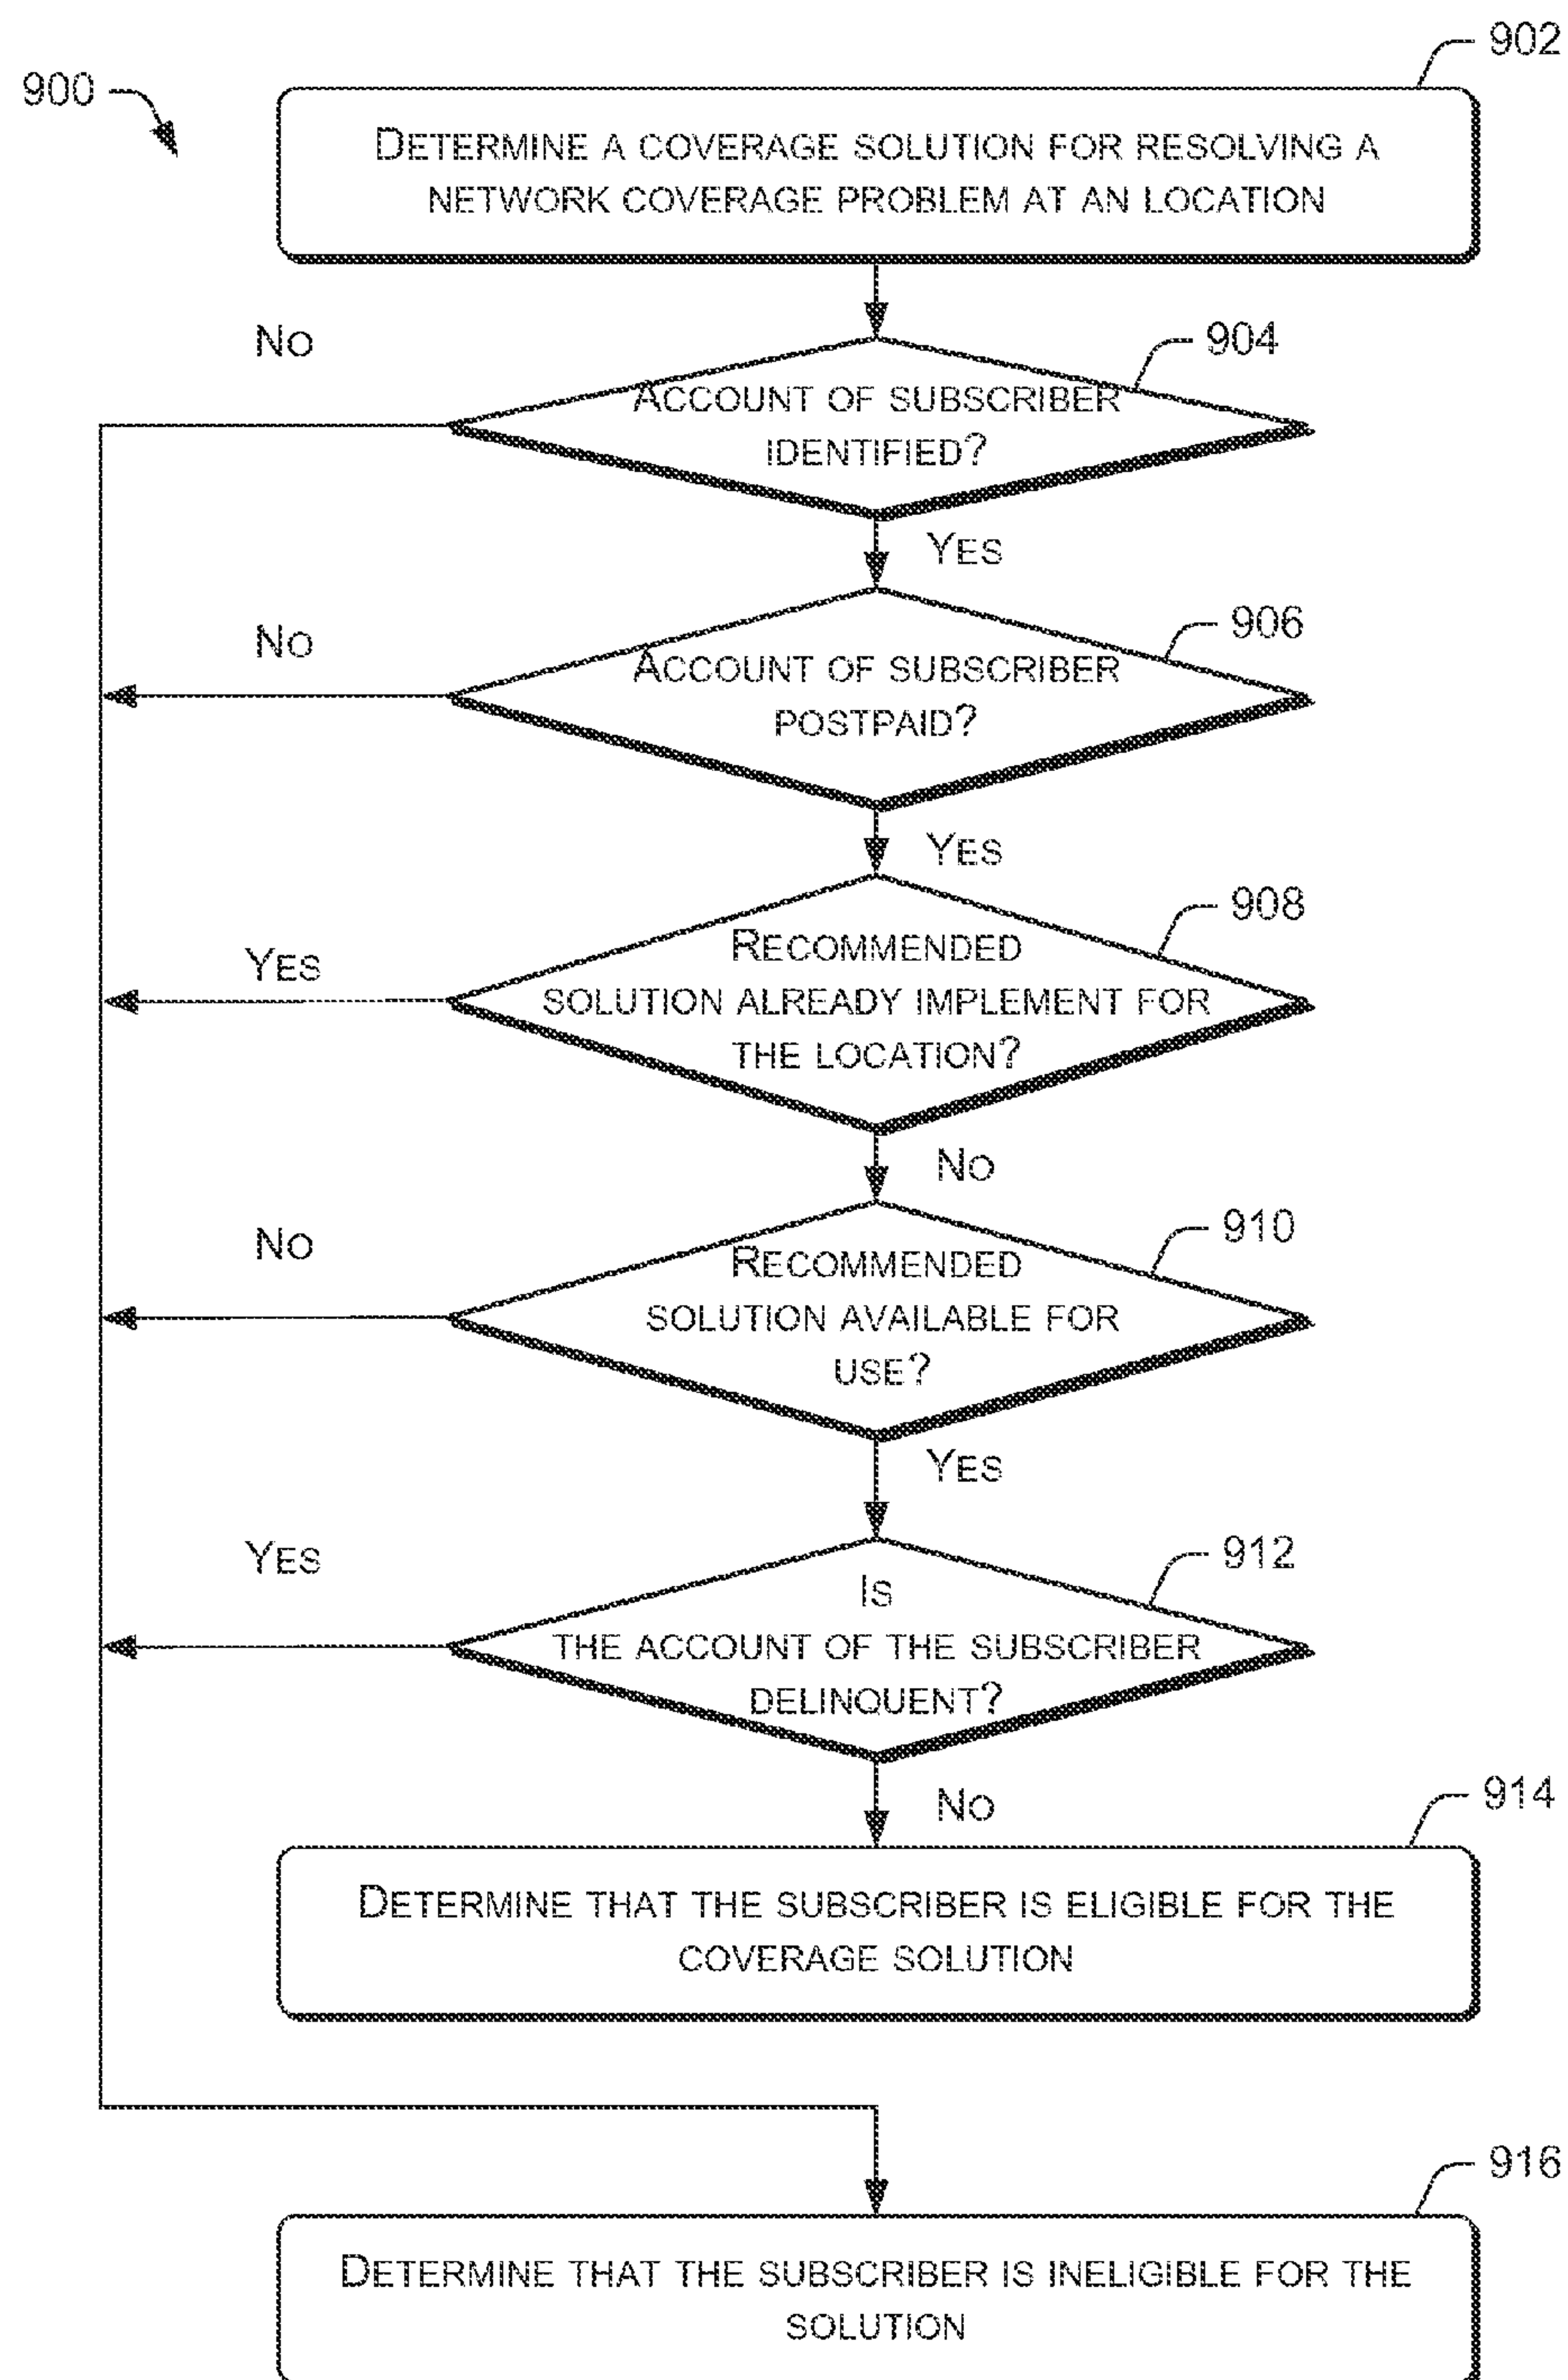 902
900
DETERMINE A COVERAGE SOLUTION FOR RESOLVING A
NETWORK COVERAGE PROBLEM AT AN LOCATION
NO
904
ACCOUNT OF SUBSCRIBER
IDENTIFIED?
YES
NO
906
ACCOUNT OF SUBSCRIBER
POSTPAID?
YES
908
YES
RECOMMENDED
SOLUTION ALREADY IMPLEMENT FOR
THE LOCATION?
NO
910
NO
RECOMMENDED
SOLUTION AVAILABLE FOR
USE?
YES
912
YES
IS
THE ACCOUNT OF THE SUBSCRIBER
DELINQUENT?
NO
914
DETERMINE THAT THE SUBSCRIBER IS ELIGIBLE FOR THE
COVERAGE SOLUTION
916
DETERMINE THAT THE SUBSCRIBER IS INELIGIBLE FOR THE
SOLUTION